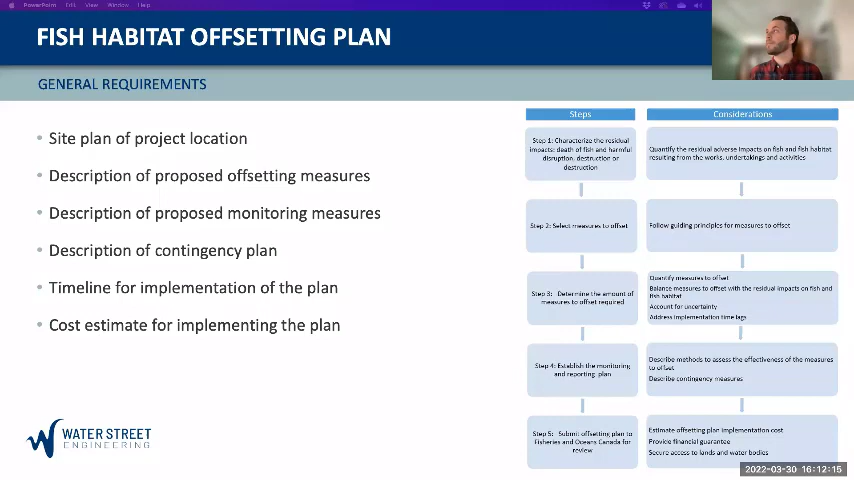 PowerPoint Edit View Window Help
FISH HABITAT OFFSETTING PLAN
GENERAL REQUIREMENTS
• Site plan of project location
• Description of proposed offsetting measures
• Description of proposed monitoring measures
• Description of contingency plan
• Timeline for implementation of the plan
• Cost estimate for implementing the plan
WATER STREET
ENGINEERING
Steps
Considerations
Step 1: Characterize the residual
impacts: death of fish and harmful
disruption, destruction or
destruction
Quantify the residual adverse impacts on fish and fish habitat
resulting from the works, undertakings and activities
Step 2: Select measures to offset
Follow guiding principles for measures to offset
Step 3: Determine the amount of
measures to offset required
Quantify measures to offset
Balance measures to offset with the residual impacts on fish and
fish habitat
Account for uncertainty
Address implementation time lags
Step 4: Establish the monitoring
and reporting plan
Describe methods to assess the effectiveness of the measures
to offset
Describe contingency measures
Step 5: Submit offsetting plan to
Fisheries and Oceans Canada for
review
Estimate offsetting plan implementation cost
Provide financial guarantee
Secure access to lands and water bodies
2022-03-30 16:12:15